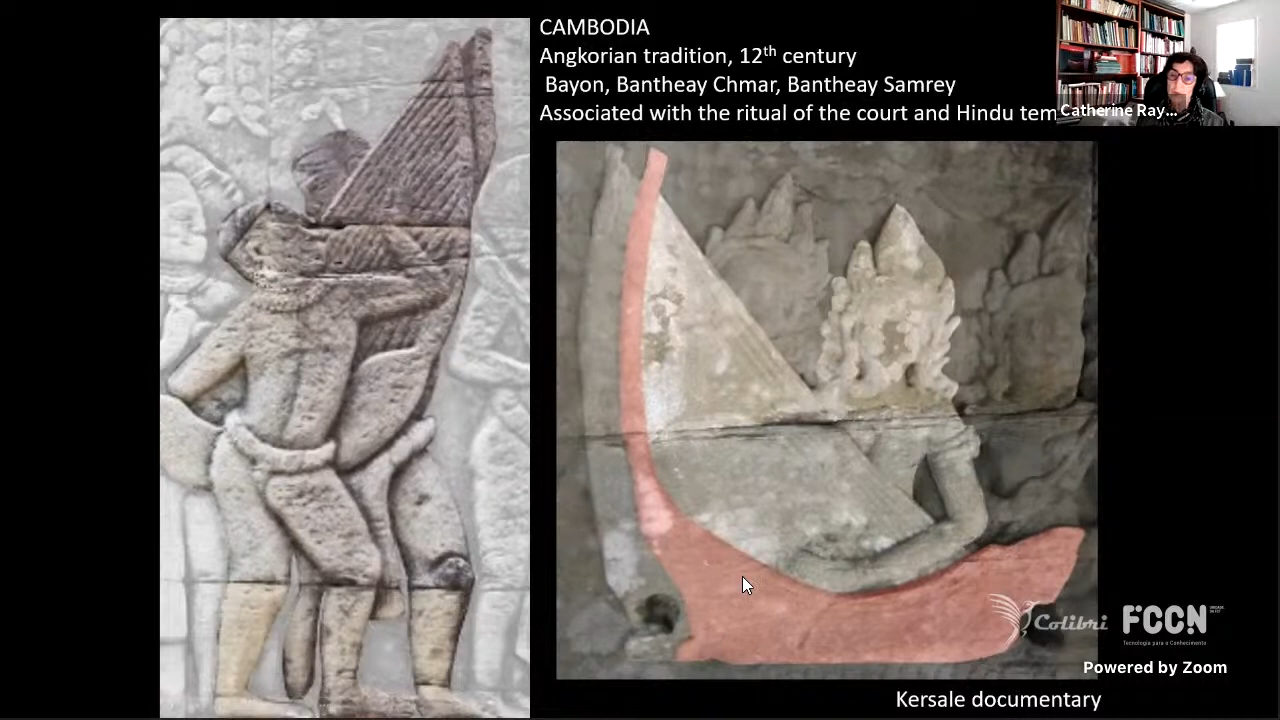 CAMBODIA
Angkorian tradition, 12th century
Bayon, Bantheay Chmar, Bantheay Samrey
Associated with the ritual of the court and Hindu tem
Catherine Ray...
Colibri
FCCN
Tecnologia para o Conhecimento
Powered by Zoom
Kersale documentary